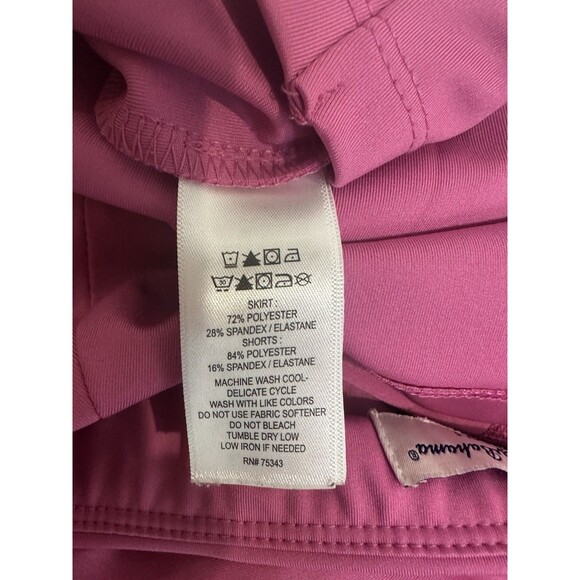 30
SKIRT :
72% POLYESTER
28% SPANDEX / ELASTANE
SHORTS :
84% POLYESTER
16% SPANDEX / ELASTANE
MACHINE WASH COOL-
DELICATE CYCLE
WASH WITH LIKE COLORS
DO NOT USE FABRIC SOFTENER
DO NOT BLEACH
TUMBLE DRY LOW
LOW IRON IF NEEDED
RN# 75343
Bahama®